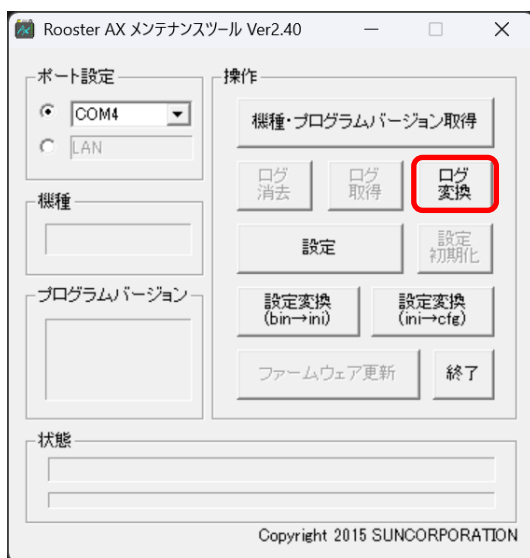 Rooster AX メンテナンスツール Ver2.40
ポート設定
COM4
LAN
機種
プログラムバージョン
操作
機種・プログラムバージョン取得
ログ
消去
ログ
取得
ログ
変換
設定
設定
初期化
設定変換
(bin→ini)
設定変換
(ini→cfg)
ファームウェア更新
終了
状態
Copyright 2015 SUNCORPORATION